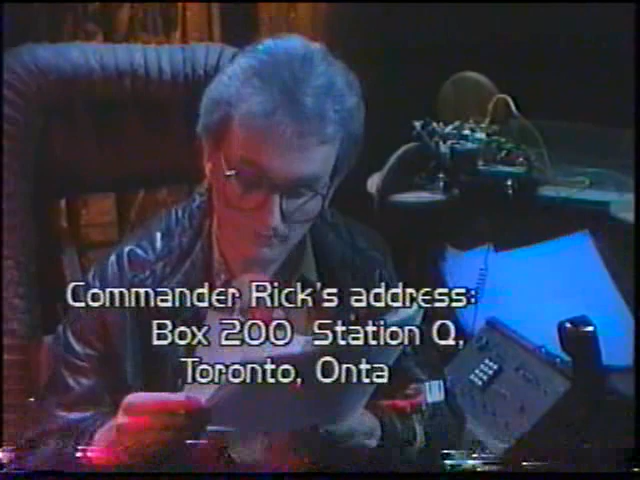 Commander Rick's address:
Box 200 Station Q,
Toronto, Onta